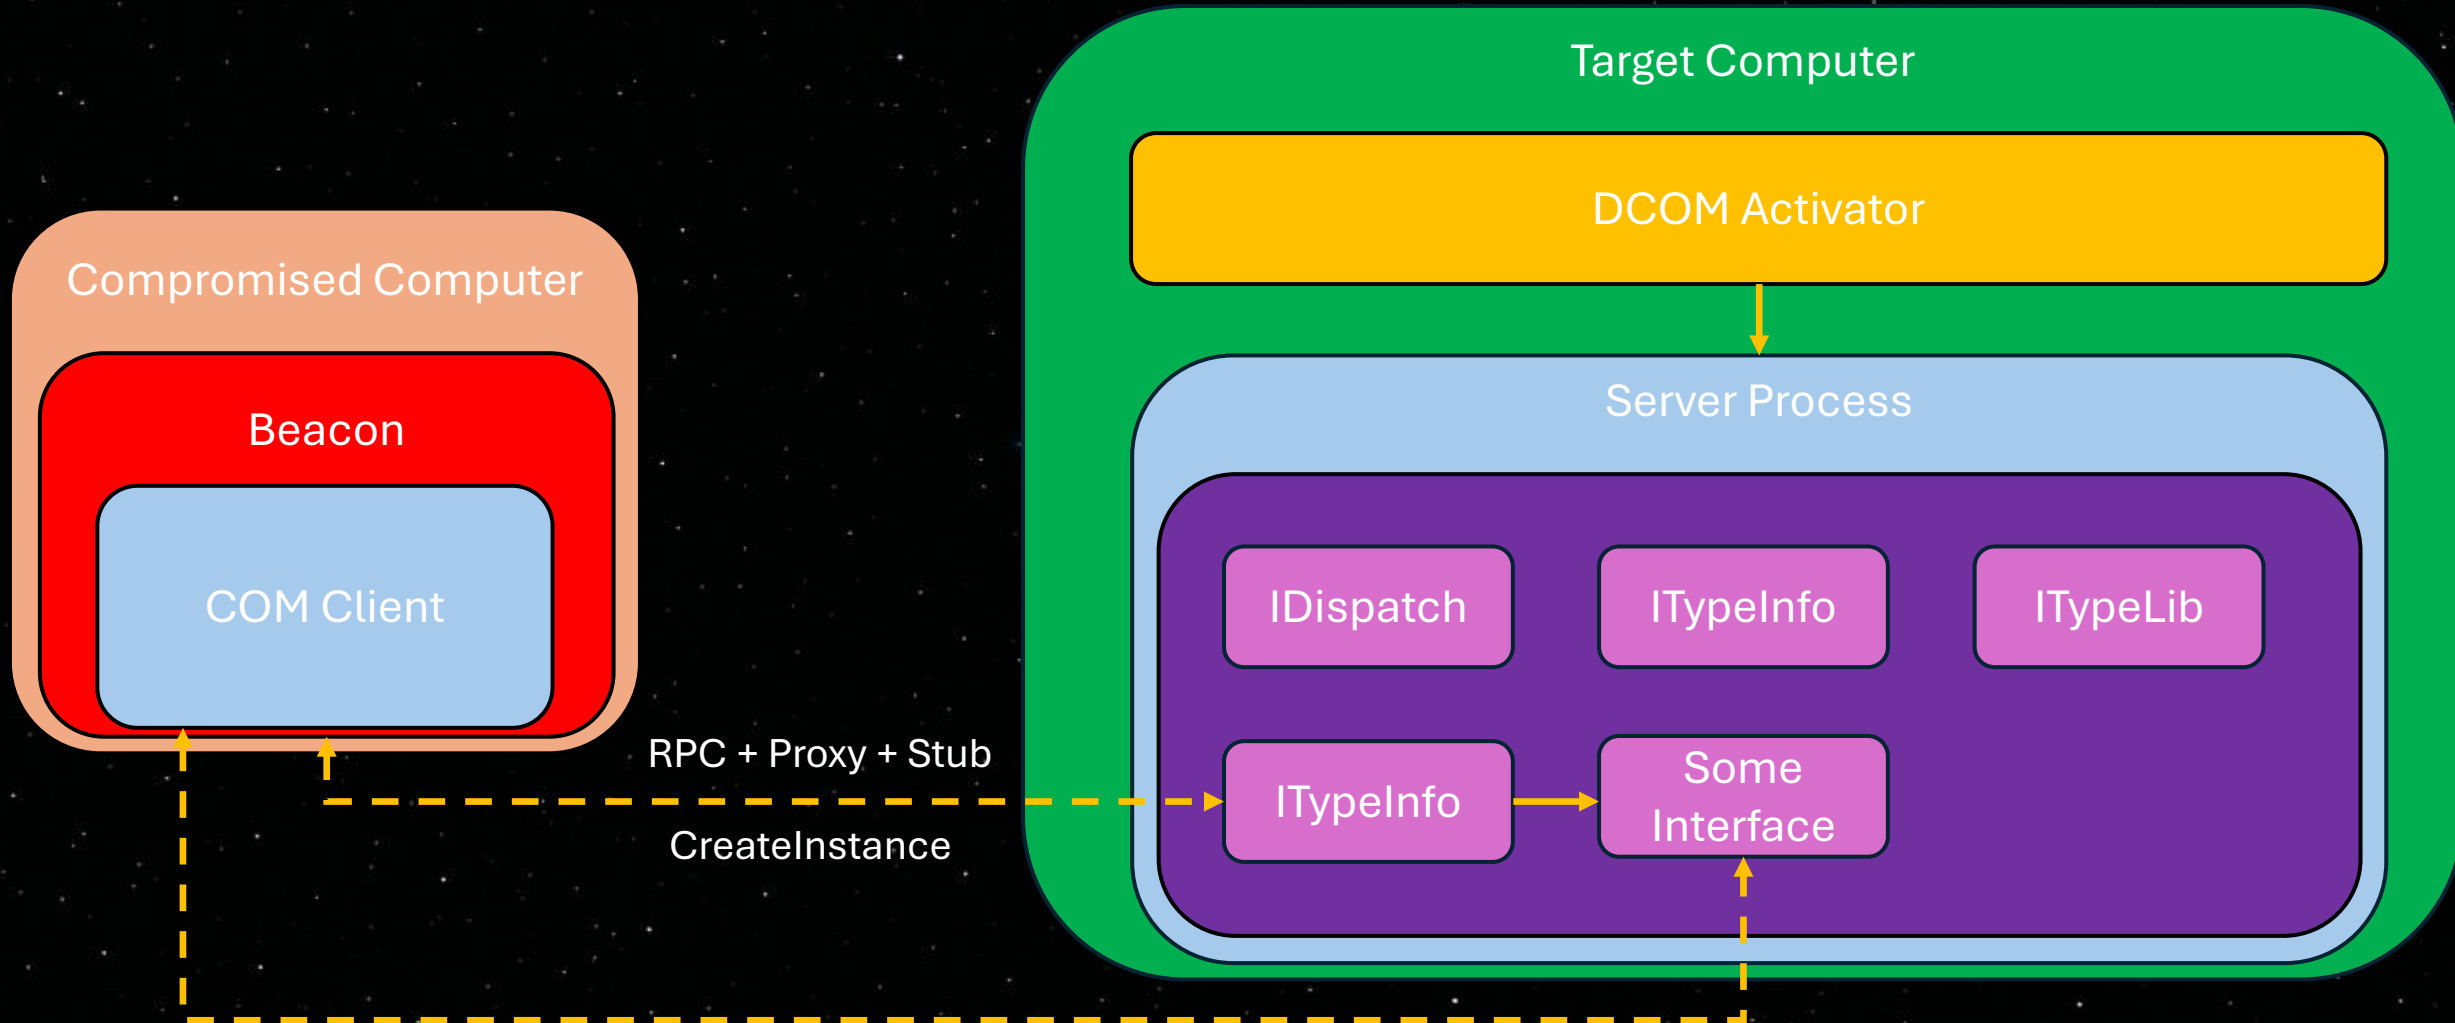 Target Computer
DCOM Activator
Compromised Computer
Server Process
Beacon
COM Client
IDispatch
ITypeInfo
ITypeLib
RPC + Proxy + Stub
CreateInstance
ITypeInfo
Some
Interface